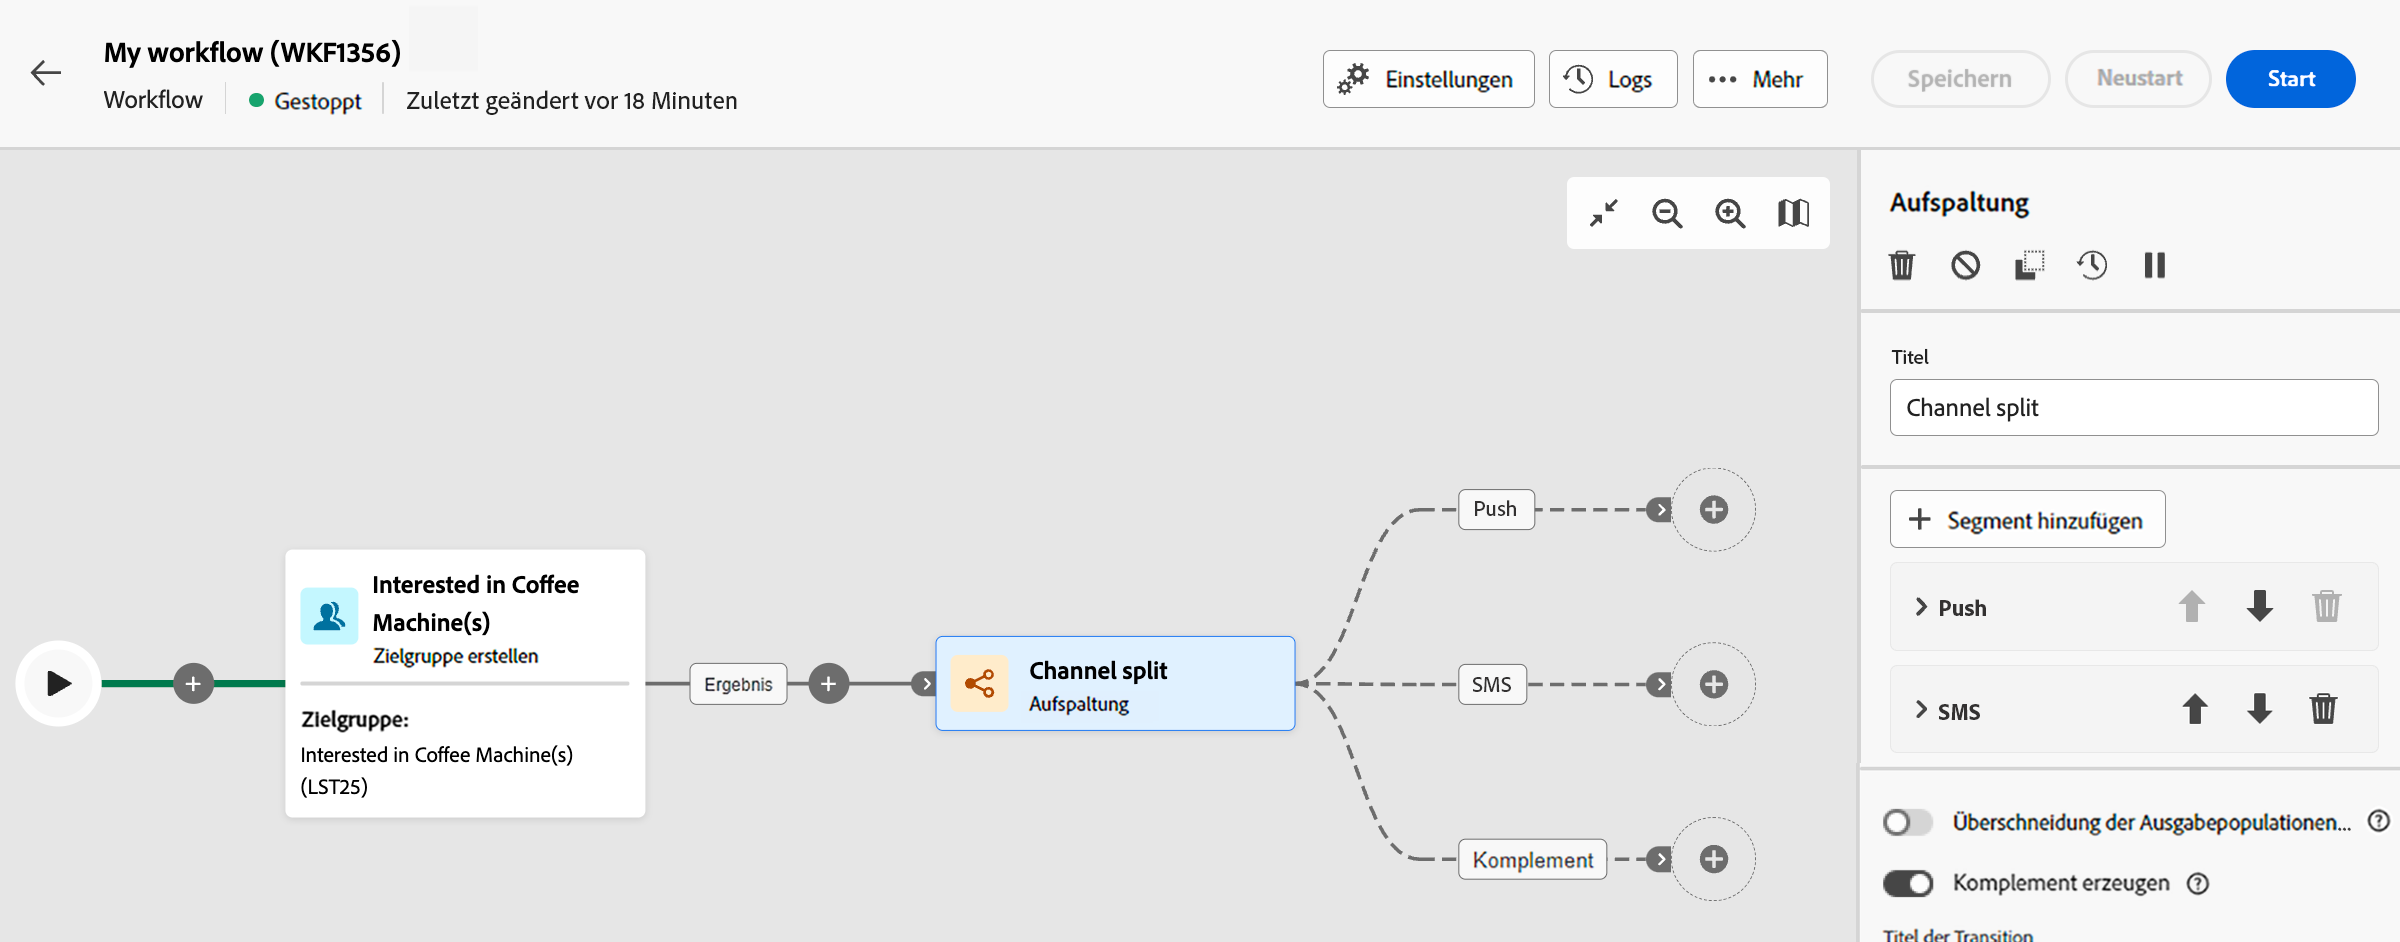 My workflow (WKF1356)
Workflow
Gestoppt
Zuletzt geändert vor 18 Minuten
Einstellungen
Logs
Mehr
Speichern
Neustart
Start
Interested in Coffee
Machine(s)
Zielgruppe erstellen
Zielgruppe:
Interested in Coffee Machine(s)
(LST25)
Ergebnis
Channel split
Aufspaltung
Push
SMS
Komplement
Aufspaltung
Titel
Channel split
Segment hinzufügen
Push
SMS
Überschneidung der Ausgabepopulationen...
Komplement erzeugen
Titel der Transition